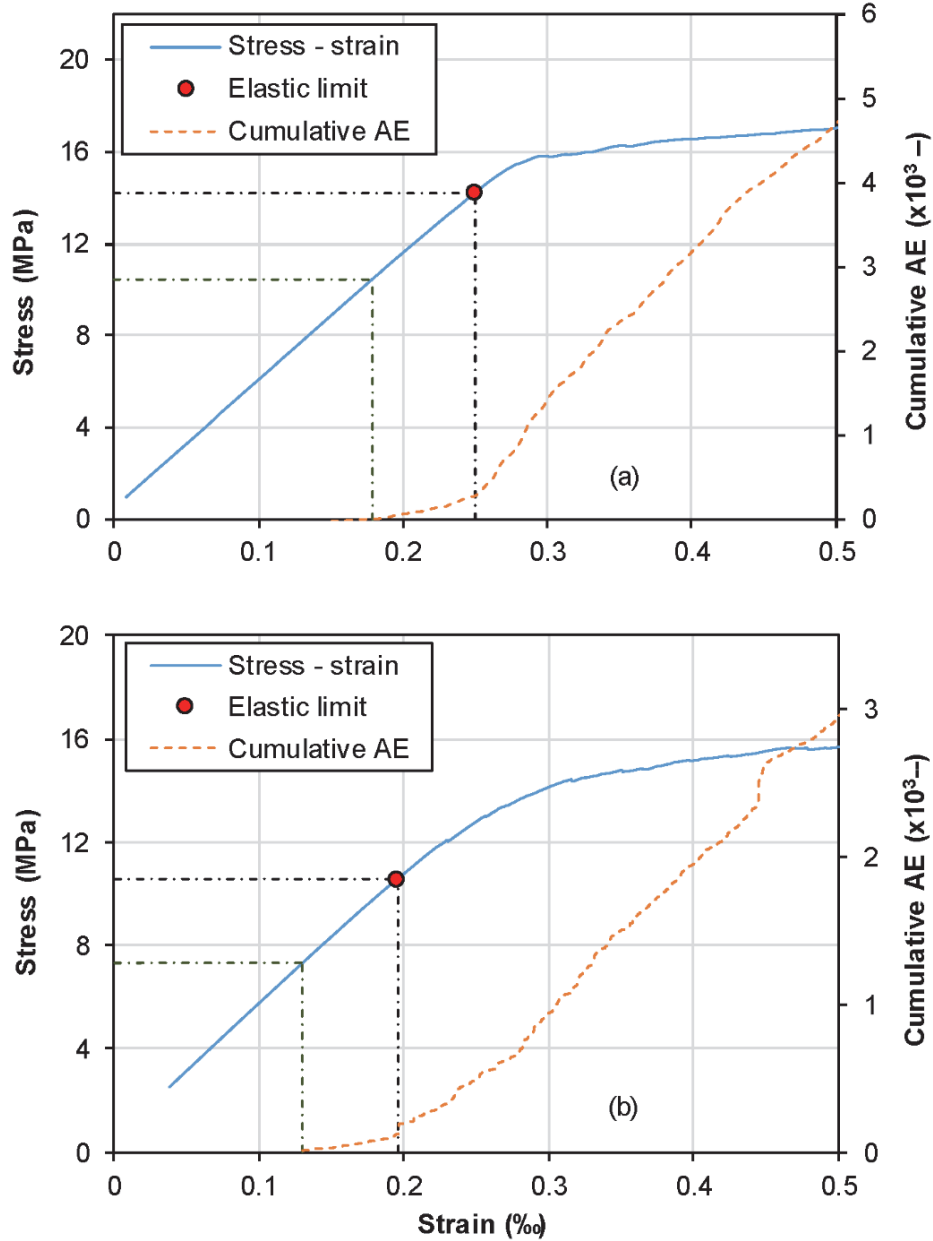 Stress - strain
Elastic limit
Cumulative AE
20
16
12
8
4
0
Stress (MPa)
6
5
4
3
2
1
0
Cumulative AE (x10³ –)
(a)
0 0.1 0.2 0.3 0.4 0.5
Stress - strain
Elastic limit
Cumulative AE
20
16
12
8
4
0
Stress (MPa)
3
2
1
0
Cumulative AE (x10³–)
(b)
0 0.1 0.2 0.3 0.4 0.5
Strain (‰)